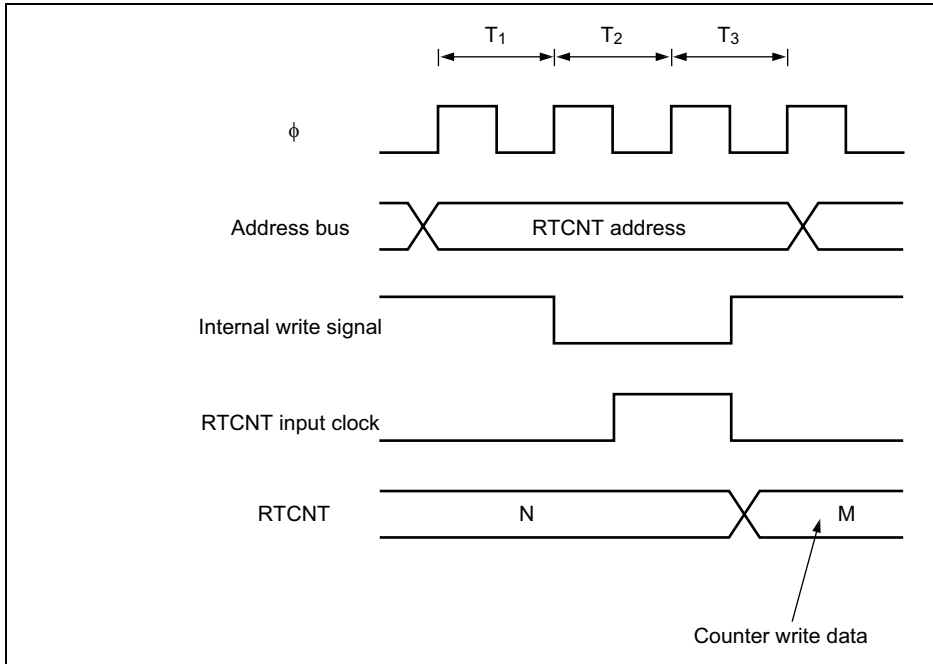 T1 T2 T3
ϕ
Address bus RTCNT address
Internal write signal
RTCNT input clock
RTCNT N M
Counter write data